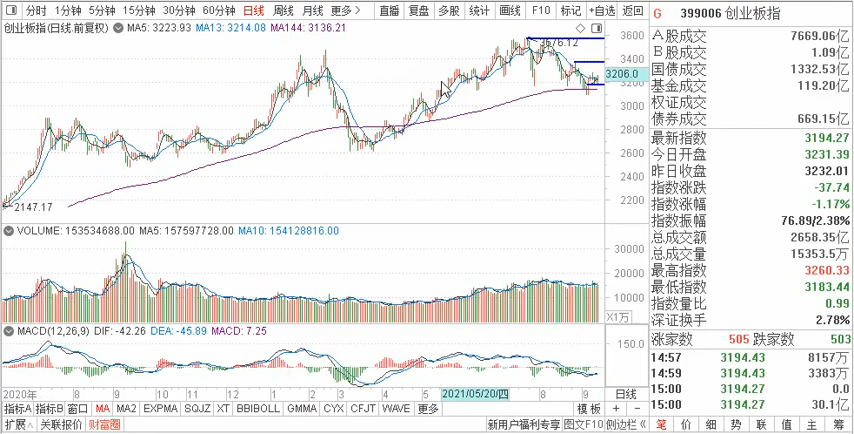 分时 1分钟 5分钟 15分钟 30分钟 60分钟 日线 周线 月线 更多 > 直播 复盘 多股 统计 画线 F10 标记 +自选 返回
创业板指(日线.前复权) MA5: 3223.93 MA13: 3214.08 MA144: 3136.21
3576.12
3600
3400
3206.0
3200
3000
2800
2600
2400
2200
2147.17
VOLUME: 153534688.00 MA5: 157597728.00 MA10: 154128816.00
30000
20000
10000
X1万
MACD(12,26,9) DIF: -42.26 DEA: -45.89 MACD: 7.25
150.0
0.00
2020年 9 10 11 12 2 3 4 5 2021/05/20/四 8 9 日线
指标A 指标B 窗口 MA MA2 EXPMA SQJZ XT BBIBOLL GMMA CYX CFJT WAVE 更多 模板 + -
扩展∧ 关联报价 财富圈 新用户福利专享 图文F10 侧边栏 《
G 399006 创业板指
A股成交 7669.06亿
B股成交 1.09亿
国债成交 1332.53亿
基金成交 119.20亿
权证成交
债券成交 669.15亿
最新指数 3194.27
今日开盘 3231.39
昨日收盘 3232.01
指数涨跌 -37.74
指数涨幅 -1.17%
指数振幅 76.89/2.38%
总成交额 2658.35亿
总成交量 15353.5万
最高指数 3260.33
最低指数 3183.44
指数量比 0.99
深证换手 2.78%
涨家数 505 跌家数 503
14:57 3194.43 8157万
14:59 3194.43 3383万
15:00 3194.27 0.0
15:00 3194.27 30.1亿
笔 价 细 势 联 值 主 筹